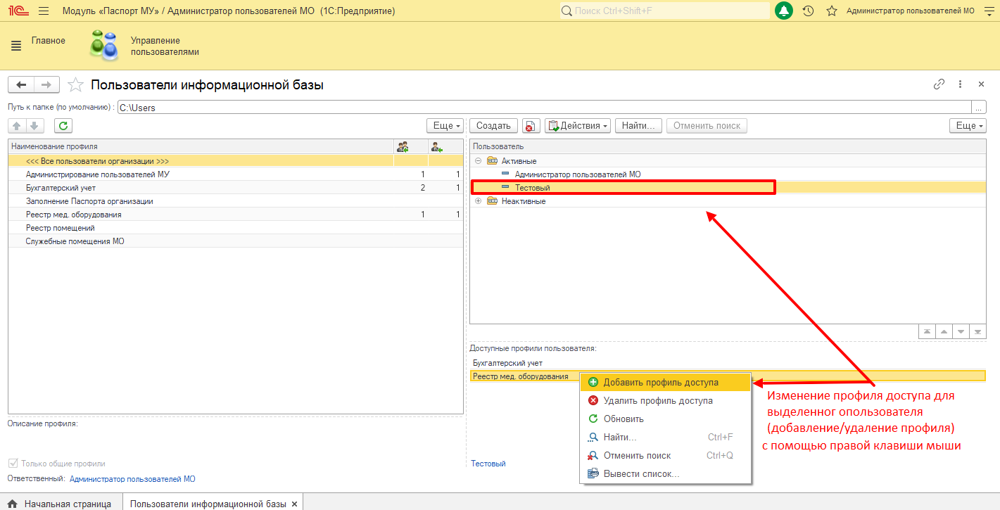 1С Модуль «Паспорт МУ» / Администратор пользователей МО (1С:Предприятие)
Поиск Ctrl+Shift+F
Администратор пользователей МО
Главное
Управление
пользователями
Пользователи информационной базы
Путь к папке (по умолчанию) : C:\Users ...
Еще
Создать Действия Найти... Отменить поиск Еще
Наименование профиля
<<< Все пользователи организации >>>
Администрирование пользователей МУ 1 1
Бухгалтерский учет 2 1
Заполнение Паспорта организации
Реестр мед. оборудования 1 1
Реестр помещений
Служебные помещения МО
Пользователь
Активные
Администратор пользователей МО
Тестовый
Неактивные
Доступные профили пользователя:
Бухгалтерский учет
Реестр мед. оборудования
Добавить профиль доступа
Удалить профиль доступа
Обновить
Найти... Ctrl+F
Отменить поиск Ctrl+Q
Вывести список...
Изменение профиля доступа для
выделенног опользователя
(добавление/удаление профиля)
с помощью правой клавиши мыши
Описание профиля:
Только общие профили
Ответственный: Администратор пользователей МО
Тестовый
Начальная страница
Пользователи информационной базы ×